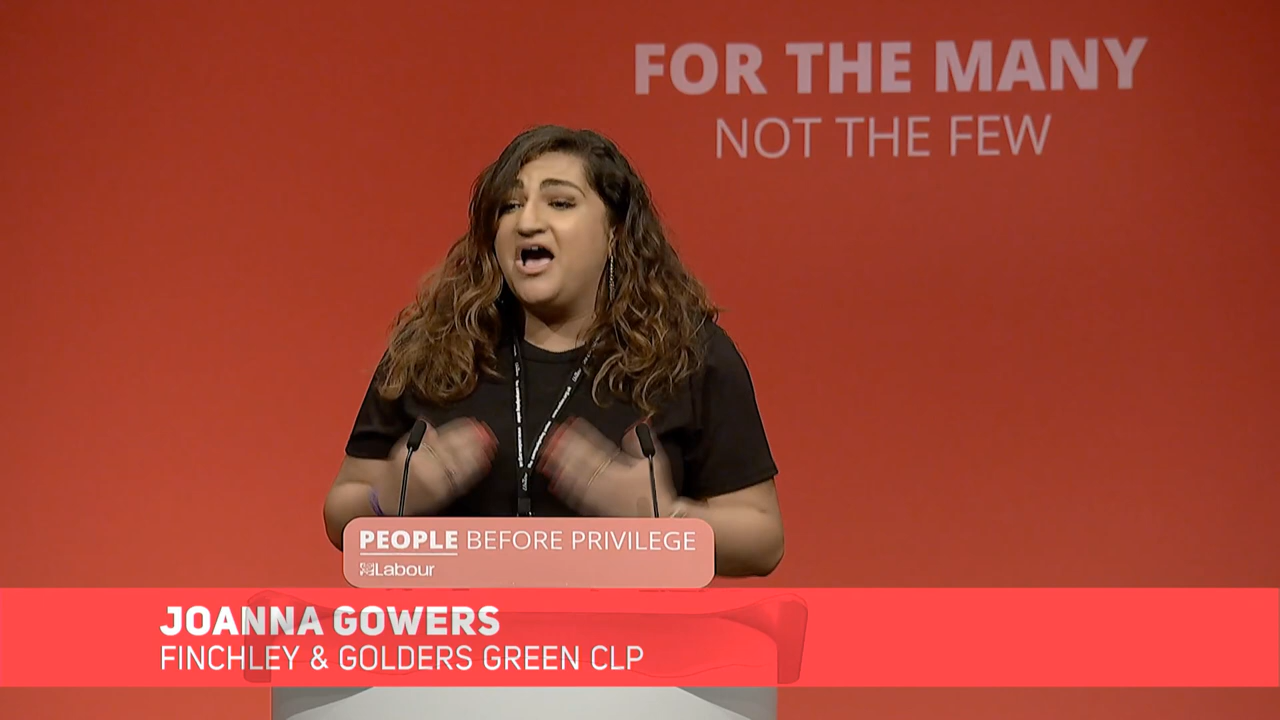 FOR THE MANY
NOT THE FEW
PEOPLE BEFORE PRIVILEGE
Labour
JOANNA GOWERS
FINCHLEY & GOLDERS GREEN CLP